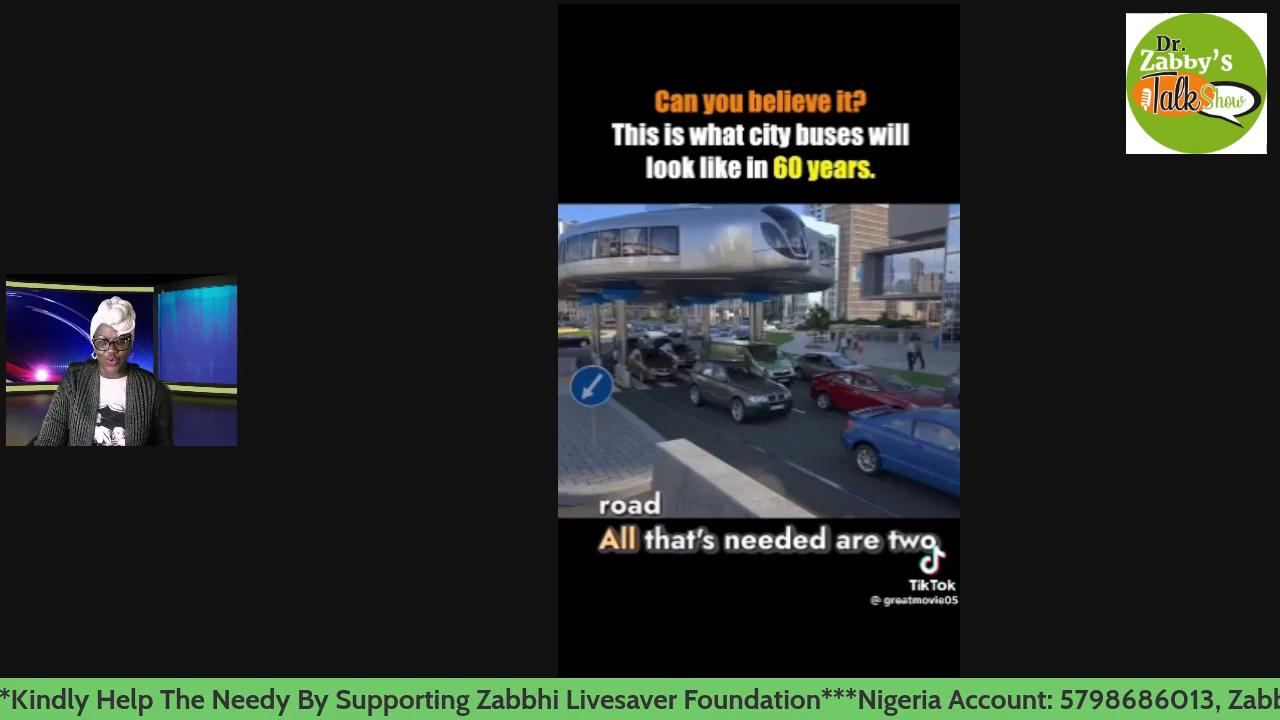 Dr.
Zabby's
Talk Show
Can you believe it?
This is what city buses will
look like in 60 years.
road
All that's needed are two
TikTok
@ greatmovie05
*Kindly Help The Needy By Supporting Zabbhi Livesaver Foundation***Nigeria Account: 5798686013, Zabb